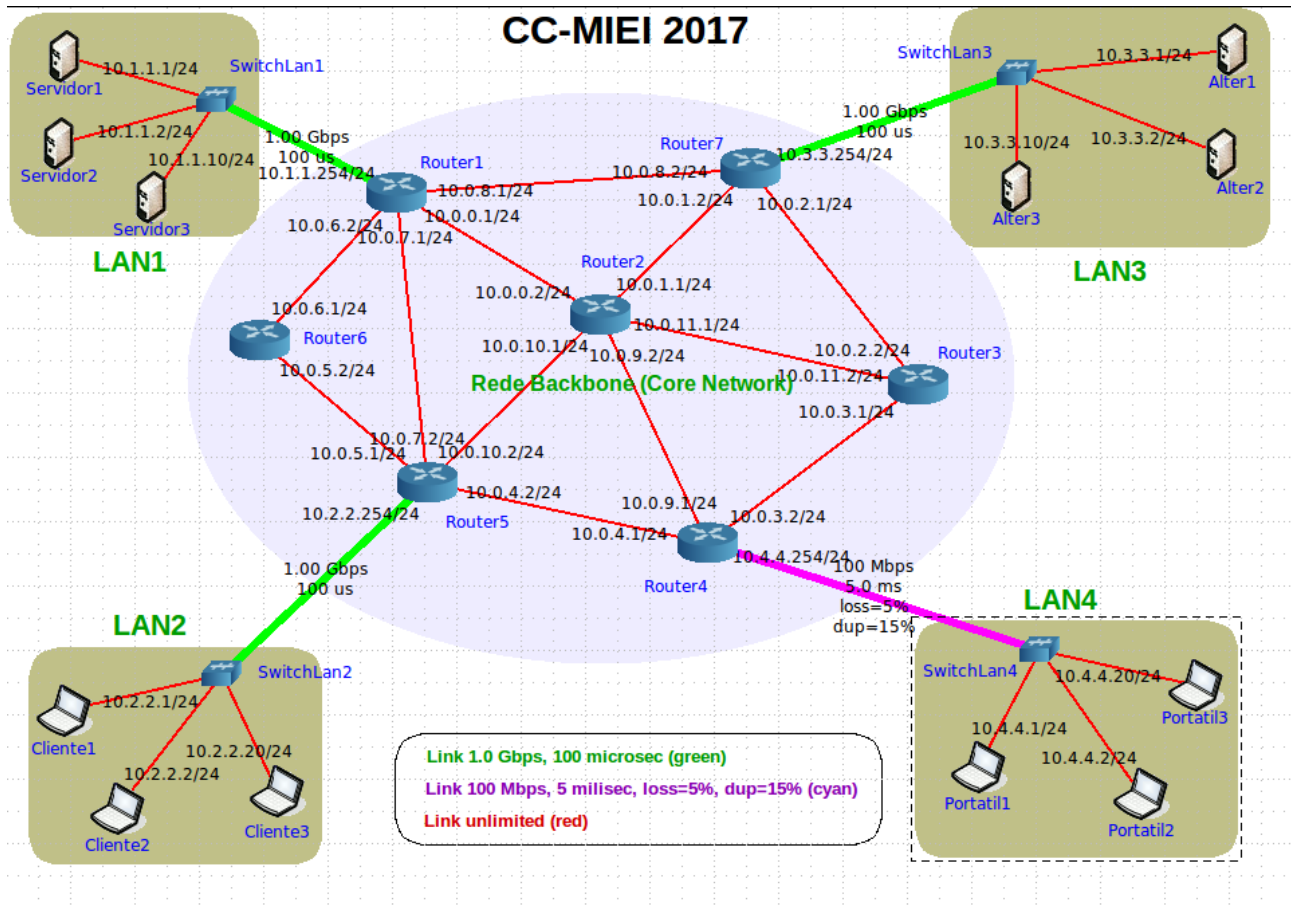 CC-MIEI 2017
10.1.1.1/24
SwitchLan1
Servidor1
10.1.1.2/24
10.1.1.10/24
Servidor2
Servidor3
LAN1
1.00 Gbps
100 us
10.1.1.254/24
SwitchLan3
10.3.3.1/24
Alter1
10.3.3.10/24
10.3.3.2/24
Alter2
Alter3
LAN3
1.00 Gbps
100 us
10.3.3.254/24
Router7
10.0.8.2/24
10.0.1.2/24
10.0.2.1/24
Router1
10.0.8.1/24
10.0.0.1/24
10.0.6.2/24
10.0.7.1/24
Router2
10.0.0.2/24
10.0.1.1/24
10.0.11.1/24
10.0.10.1/24
10.0.9.2/24
10.0.6.1/24
Router6
10.0.5.2/24
10.0.2.2/24
Router3
10.0.11.2/24
10.0.3.1/24
Rede Backbone (Core Network)
10.0.7.2/24
10.0.5.1/24
10.0.10.2/24
10.0.4.2/24
10.2.2.254/24
Router5
10.0.9.1/24
10.0.3.2/24
10.0.4.1/24
10.4.4.254/24
Router4
1.00 Gbps
100 us
100 Mbps
5.0 ms
loss=5%
dup=15%
LAN2
SwitchLan2
10.2.2.1/24
Cliente1
10.2.2.20/24
10.2.2.2/24
Cliente3
Cliente2
LAN4
SwitchLan4
10.4.4.20/24
Portatil3
10.4.4.1/24
10.4.4.2/24
Portatil1
Portatil2
Link 1.0 Gbps, 100 microsec (green)
Link 100 Mbps, 5 milisec, loss=5%, dup=15% (cyan)
Link unlimited (red)